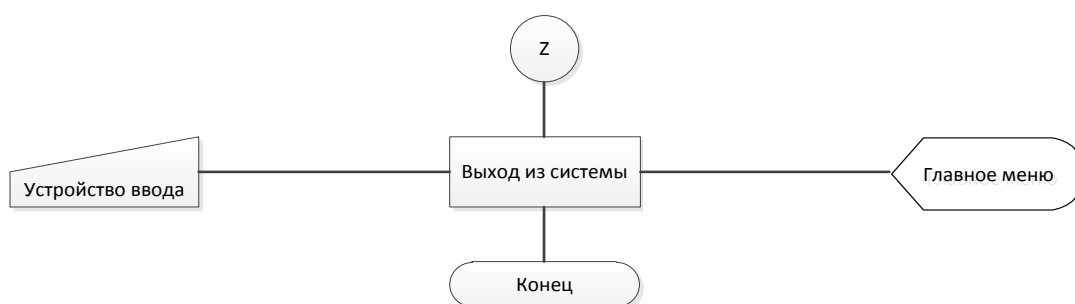 Z
Устройство ввода
Выход из системы
Главное меню
Конец